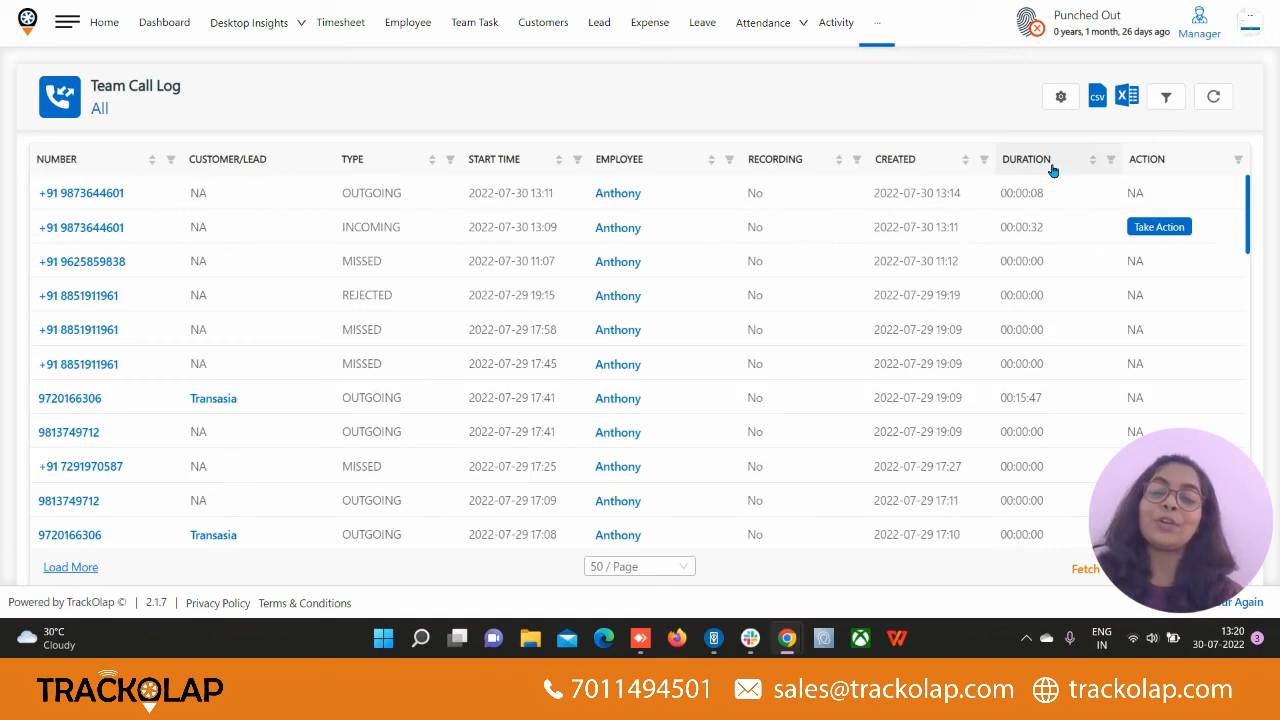 Home Dashboard Desktop Insights Timesheet Employee Team Task Customers Lead Expense Leave Attendance Activity ...
Punched Out
0 years, 1 month, 26 days ago
Manager
Team Call Log
All
CSV
NUMBER CUSTOMER/LEAD TYPE START TIME EMPLOYEE RECORDING CREATED DURATION ACTION
+91 9873644601 NA OUTGOING 2022-07-30 13:11 Anthony No 2022-07-30 13:14 00:00:08 NA
+91 9873644601 NA INCOMING 2022-07-30 13:09 Anthony No 2022-07-30 13:11 00:00:32 Take Action
+91 9625859838 NA MISSED 2022-07-30 11:07 Anthony No 2022-07-30 11:12 00:00:00 NA
+91 8851911961 NA REJECTED 2022-07-29 19:15 Anthony No 2022-07-29 19:19 00:00:00 NA
+91 8851911961 NA MISSED 2022-07-29 17:58 Anthony No 2022-07-29 19:09 00:00:00 NA
+91 8851911961 NA MISSED 2022-07-29 17:45 Anthony No 2022-07-29 19:09 00:00:00 NA
9720166306 Transasia OUTGOING 2022-07-29 17:41 Anthony No 2022-07-29 19:09 00:15:47 NA
9813749712 NA OUTGOING 2022-07-29 17:41 Anthony No 2022-07-29 19:09 00:00:00 NA
+91 7291970587 NA MISSED 2022-07-29 17:25 Anthony No 2022-07-29 17:27 00:00:00
9813749712 NA OUTGOING 2022-07-29 17:09 Anthony No 2022-07-29 17:11 00:00:00
9720166306 Transasia OUTGOING 2022-07-29 17:08 Anthony No 2022-07-29 17:10 00:00:00
Load More 50 / Page Fetch
Powered by TrackOlap © 2.1.7 Privacy Policy Terms & Conditions Again
30°C
Cloudy
ENG
IN
13:20
30-07-2022
3
TRACKOLAP 7011494501 sales@trackolap.com trackolap.com